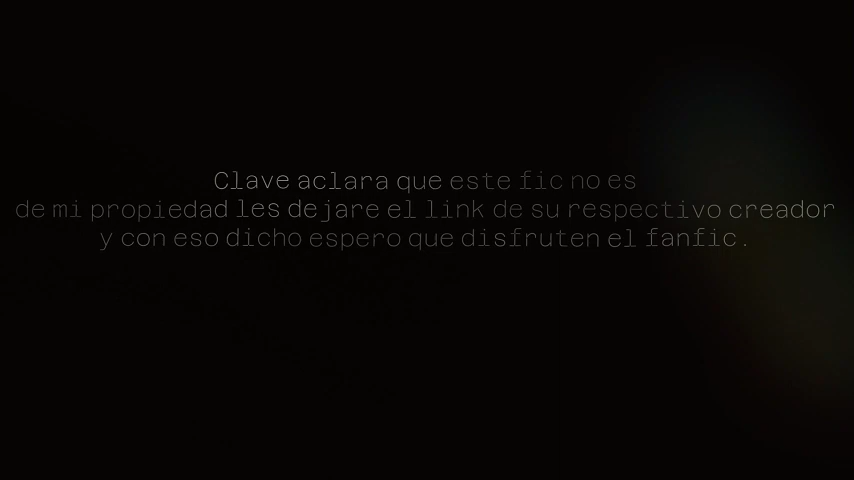 Clave aclara que este fic no es
de mi propiedad les dejare el link de su respectivo creador
y con eso dicho espero que disfruten el fanfic.